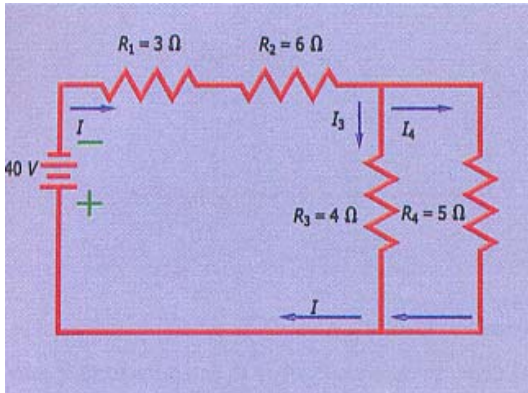 R₁ = 3 Ω
R₂ = 6 Ω
I
I₃
I₄
−
40 V
+
R₃ = 4 Ω
R₄ = 5 Ω
I